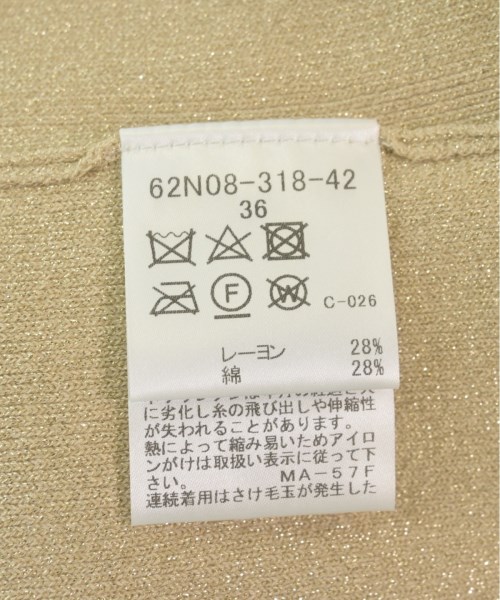 62N08-318-42
36
F
W
C-026
レーヨン 28%
綿 28%
に劣化し糸の飛び出しや伸縮性
が失われることがあります。
熱によって縮み易いためアイロ
ンがけは取扱い表示に従って下
さい。 MA-57F
連続着用はさけ毛玉が発生した